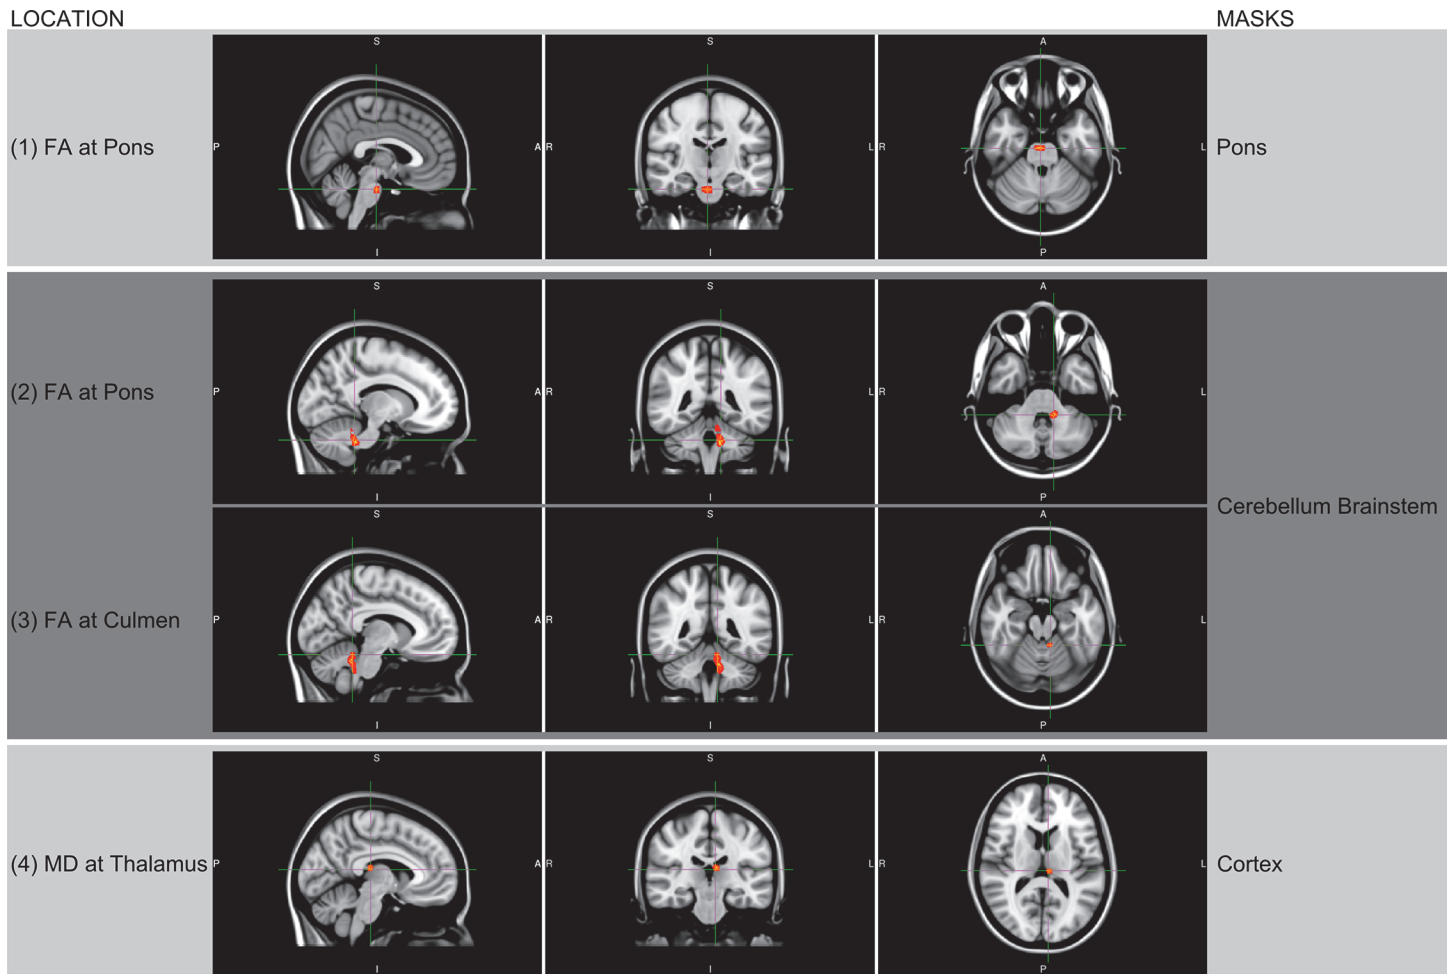 LOCATION MASKS
S S A
(1) FA at Pons P A R L R L Pons
I I P
S S A
(2) FA at Pons P A R L R L
I I P
Cerebellum Brainstem
S S A
(3) FA at Culmen P A R L R L
I I P
S S A
(4) MD at Thalamus P A R L R L Cortex
I I P